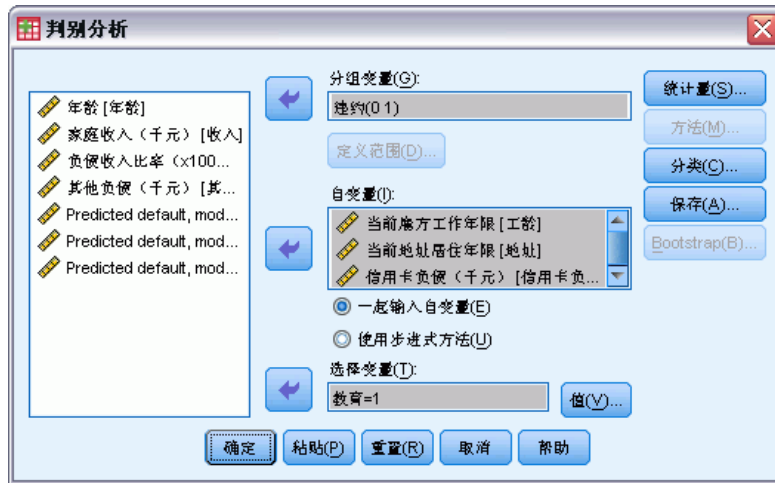 判别分析
年龄 [年龄]
家庭收入（千元）[收入]
负债收入比率（x100...
其他负债（千元）[其...
Predicted default, mod...
Predicted default, mod...
Predicted default, mod...
分组变量(G):
违约(0 1)
定义范围(D)...
自变量(I):
当前雇方工作年限 [工龄]
当前地址居住年限 [地址]
信用卡负债（千元）[信用卡负...
一起输入自变量(E)
使用步进式方法(U)
选择变量(T):
教育=1
值(V)...
统计量(S)...
方法(M)...
分类(C)...
保存(A)...
Bootstrap(B)...
确定
粘贴(P)
重置(R)
取消
帮助